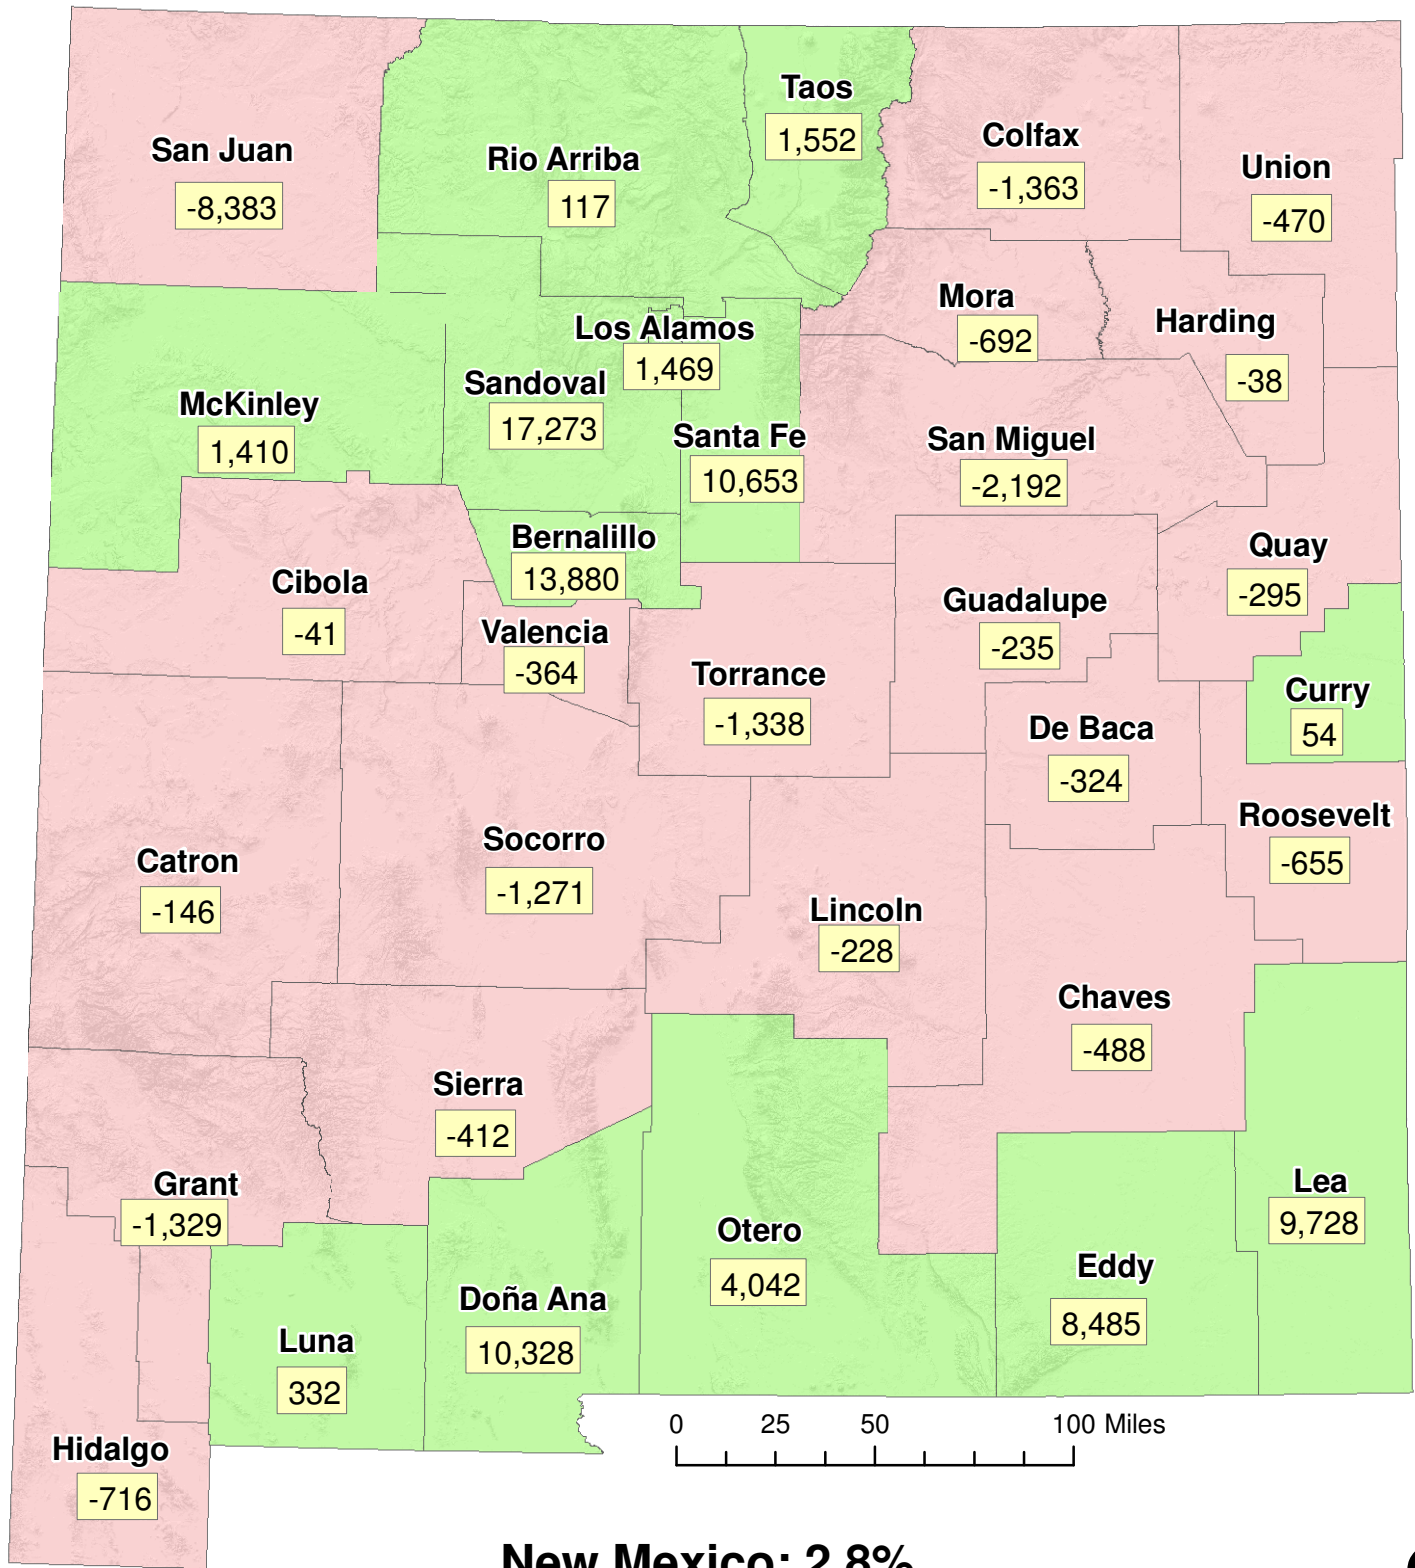 Taos
1,552
San Juan
-8,383
Rio Arriba
117
Colfax
-1,363
Union
-470
Mora
-692
Harding
-38
Los Alamos
1,469
McKinley
1,410
Sandoval
17,273
Santa Fe
10,653
San Miguel
-2,192
Bernalillo
13,880
Quay
-295
Cibola
-41
Guadalupe
-235
Valencia
-364
Torrance
-1,338
Curry
54
De Baca
-324
Roosevelt
-655
Catron
-146
Socorro
-1,271
Lincoln
-228
Chaves
-488
Sierra
-412
Grant
-1,329
Lea
9,728
Otero
4,042
Eddy
8,485
Doña Ana
10,328
Luna
332
Hidalgo
-716
0 25 50 100 Miles
New Mexico: 2.8%